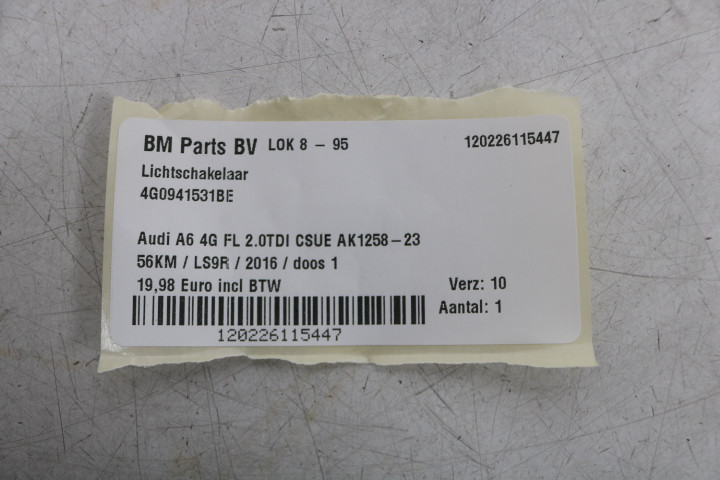 BM Parts BV LOK 8 - 95 120226115447
Lichtschakelaar
4G0941531BE
Audi A6 4G FL 2.0TDI CSUE AK1258-23
56KM / LS9R / 2016 / doos 1
19,98 Euro incl BTW Verz: 10
Aantal: 1
120226115447